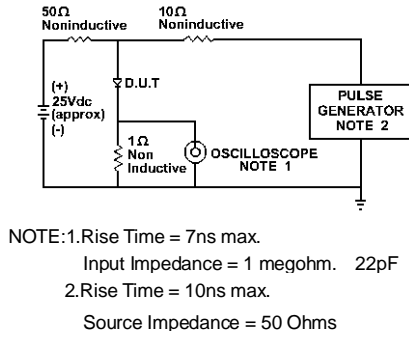 50Ω
Noninductive
10Ω
Noninductive
D.U.T
(+)
25Vdc
(approx)
(-)
PULSE
GENERATOR
NOTE 2
1Ω
Non
Inductive
OSCILLOSCOPE
NOTE 1
NOTE:1.Rise Time = 7ns max.
Input Impedance = 1 megohm. 22pF
2.Rise Time = 10ns max.
Source Impedance = 50 Ohms